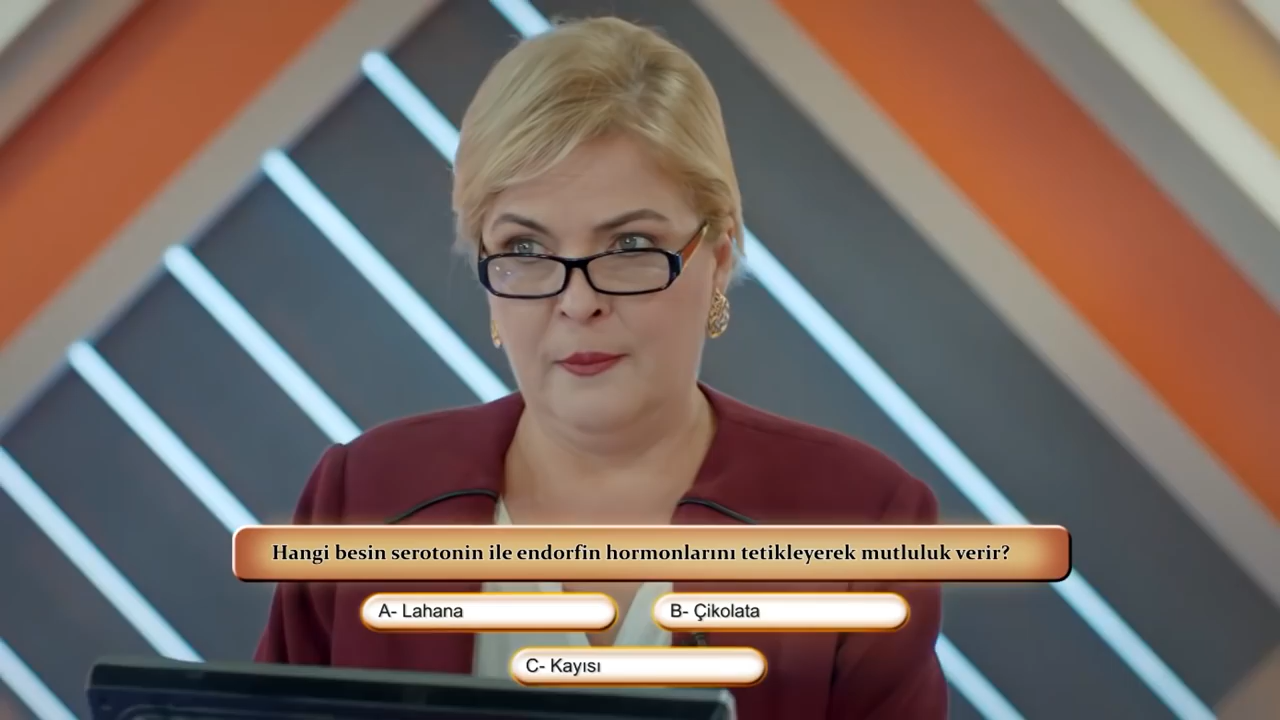 Hangi besin serotonin ile endorfin hormonlarını tetikleyerek mutluluk verir?
A- Lahana
B- Çikolata
C- Kayısı